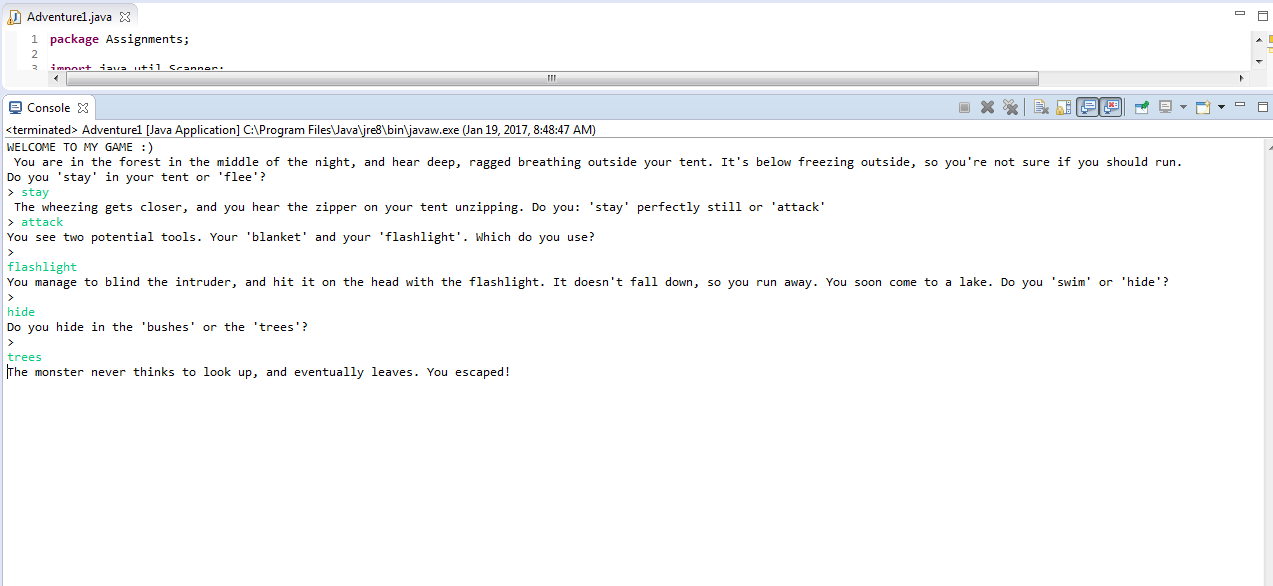 Adventure1.java
1 package Assignments;
2
3 import java.util.Scanner;
Console
<terminated> Adventure1 [Java Application] C:\Program Files\Java\jre8\bin\javaw.exe (Jan 19, 2017, 8:48:47 AM)
WELCOME TO MY GAME :)
 You are in the forest in the middle of the night, and hear deep, ragged breathing outside your tent. It's below freezing outside, so you're not sure if you should run.
Do you 'stay' in your tent or 'flee'?
> stay
 The wheezing gets closer, and you hear the zipper on your tent unzipping. Do you: 'stay' perfectly still or 'attack'
> attack
You see two potential tools. Your 'blanket' and your 'flashlight'. Which do you use?
>
flashlight
You manage to blind the intruder, and hit it on the head with the flashlight. It doesn't fall down, so you run away. You soon come to a lake. Do you 'swim' or 'hide'?
>
hide
Do you hide in the 'bushes' or the 'trees'?
>
trees
The monster never thinks to look up, and eventually leaves. You escaped!